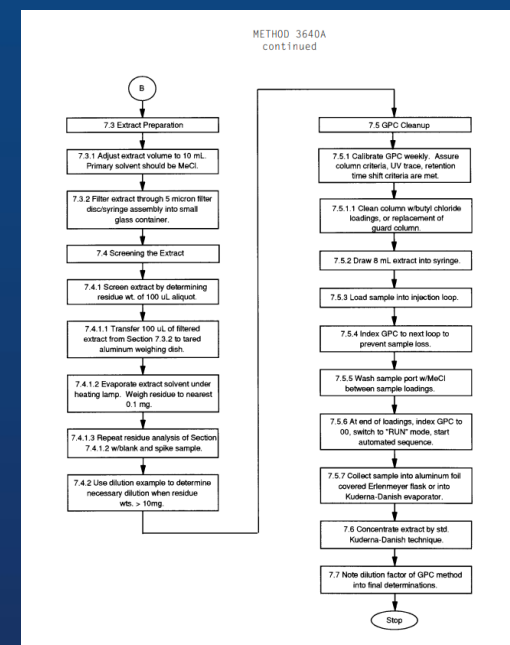 METHOD 3640A
continued
B
7.3 Extract Preparation
7.3.1 Adjust extract volume to 10 mL.
Primary solvent should be MeCl.
7.3.2 Filter extract through 5 micron filter
disc/syringe assembly into small
glass container.
7.4 Screening the Extract
7.4.1 Screen extract by determining
residue wt. of 100 uL aliquot.
7.4.1.1 Transfer 100 uL of filtered
extract from Section 7.3.2 to tared
aluminum weighing dish.
7.4.1.2 Evaporate extract solvent under
heating lamp. Weigh residue to nearest
0.1 mg.
7.4.1.3 Repeat residue analysis of Section
7.4.1.2 w/blank and spike sample.
7.4.2 Use dilution example to determine
necessary dilution when residue
wts. > 10mg.
7.5 GPC Cleanup
7.5.1 Calibrate GPC weekly. Assure
column criteria, UV trace, retention
time shift criteria are met.
7.5.1.1 Clean column w/butyl chloride
loadings, or replacement of
guard column.
7.5.2 Draw 8 mL extract into syringe.
7.5.3 Load sample into injection loop.
7.5.4 Index GPC to next loop to
prevent sample loss.
7.5.5 Wash sample port w/MeCl
between sample loadings.
7.5.6 At end of loadings, index GPC to
00, switch to "RUN" mode, start
automated sequence.
7.5.7 Collect sample into aluminum foil
covered Erlenmeyer flask or into
Kuderna-Danish evaporator.
7.6 Concentrate extract by std.
Kuderna-Danish technique.
7.7 Note dilution factor of GPC method
into final determinations.
Stop